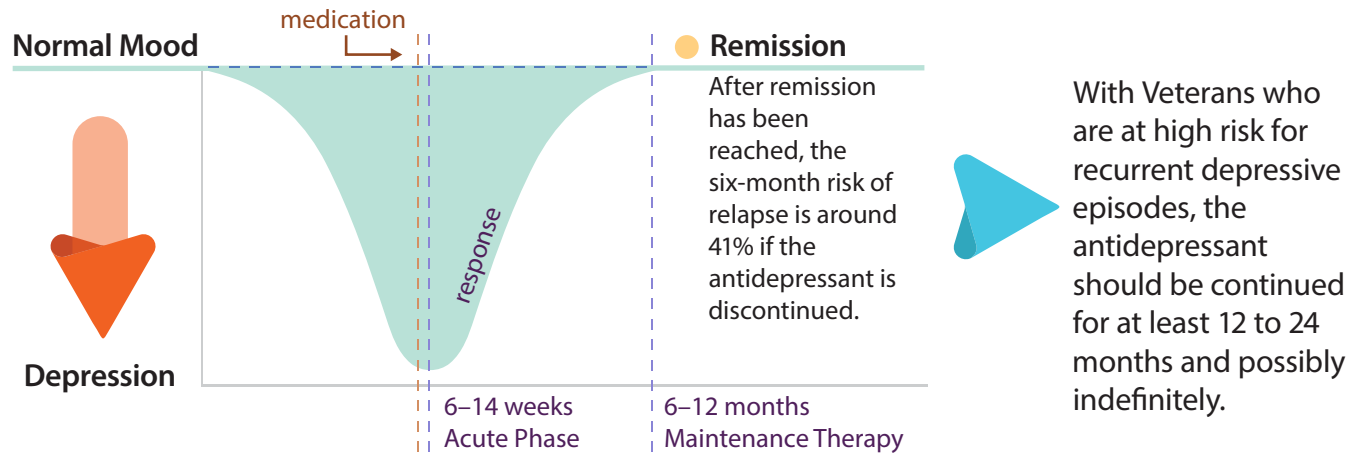 medication
Normal Mood
Depression
response
6–14 weeks
Acute Phase
6–12 months
Maintenance Therapy
Remission
After remission
has been
reached, the
six-month risk of
relapse is around
41% if the
antidepressant is
discontinued.
With Veterans who
are at high risk for
recurrent depressive
episodes, the
antidepressant
should be continued
for at least 12 to 24
months and possibly
indefinitely.